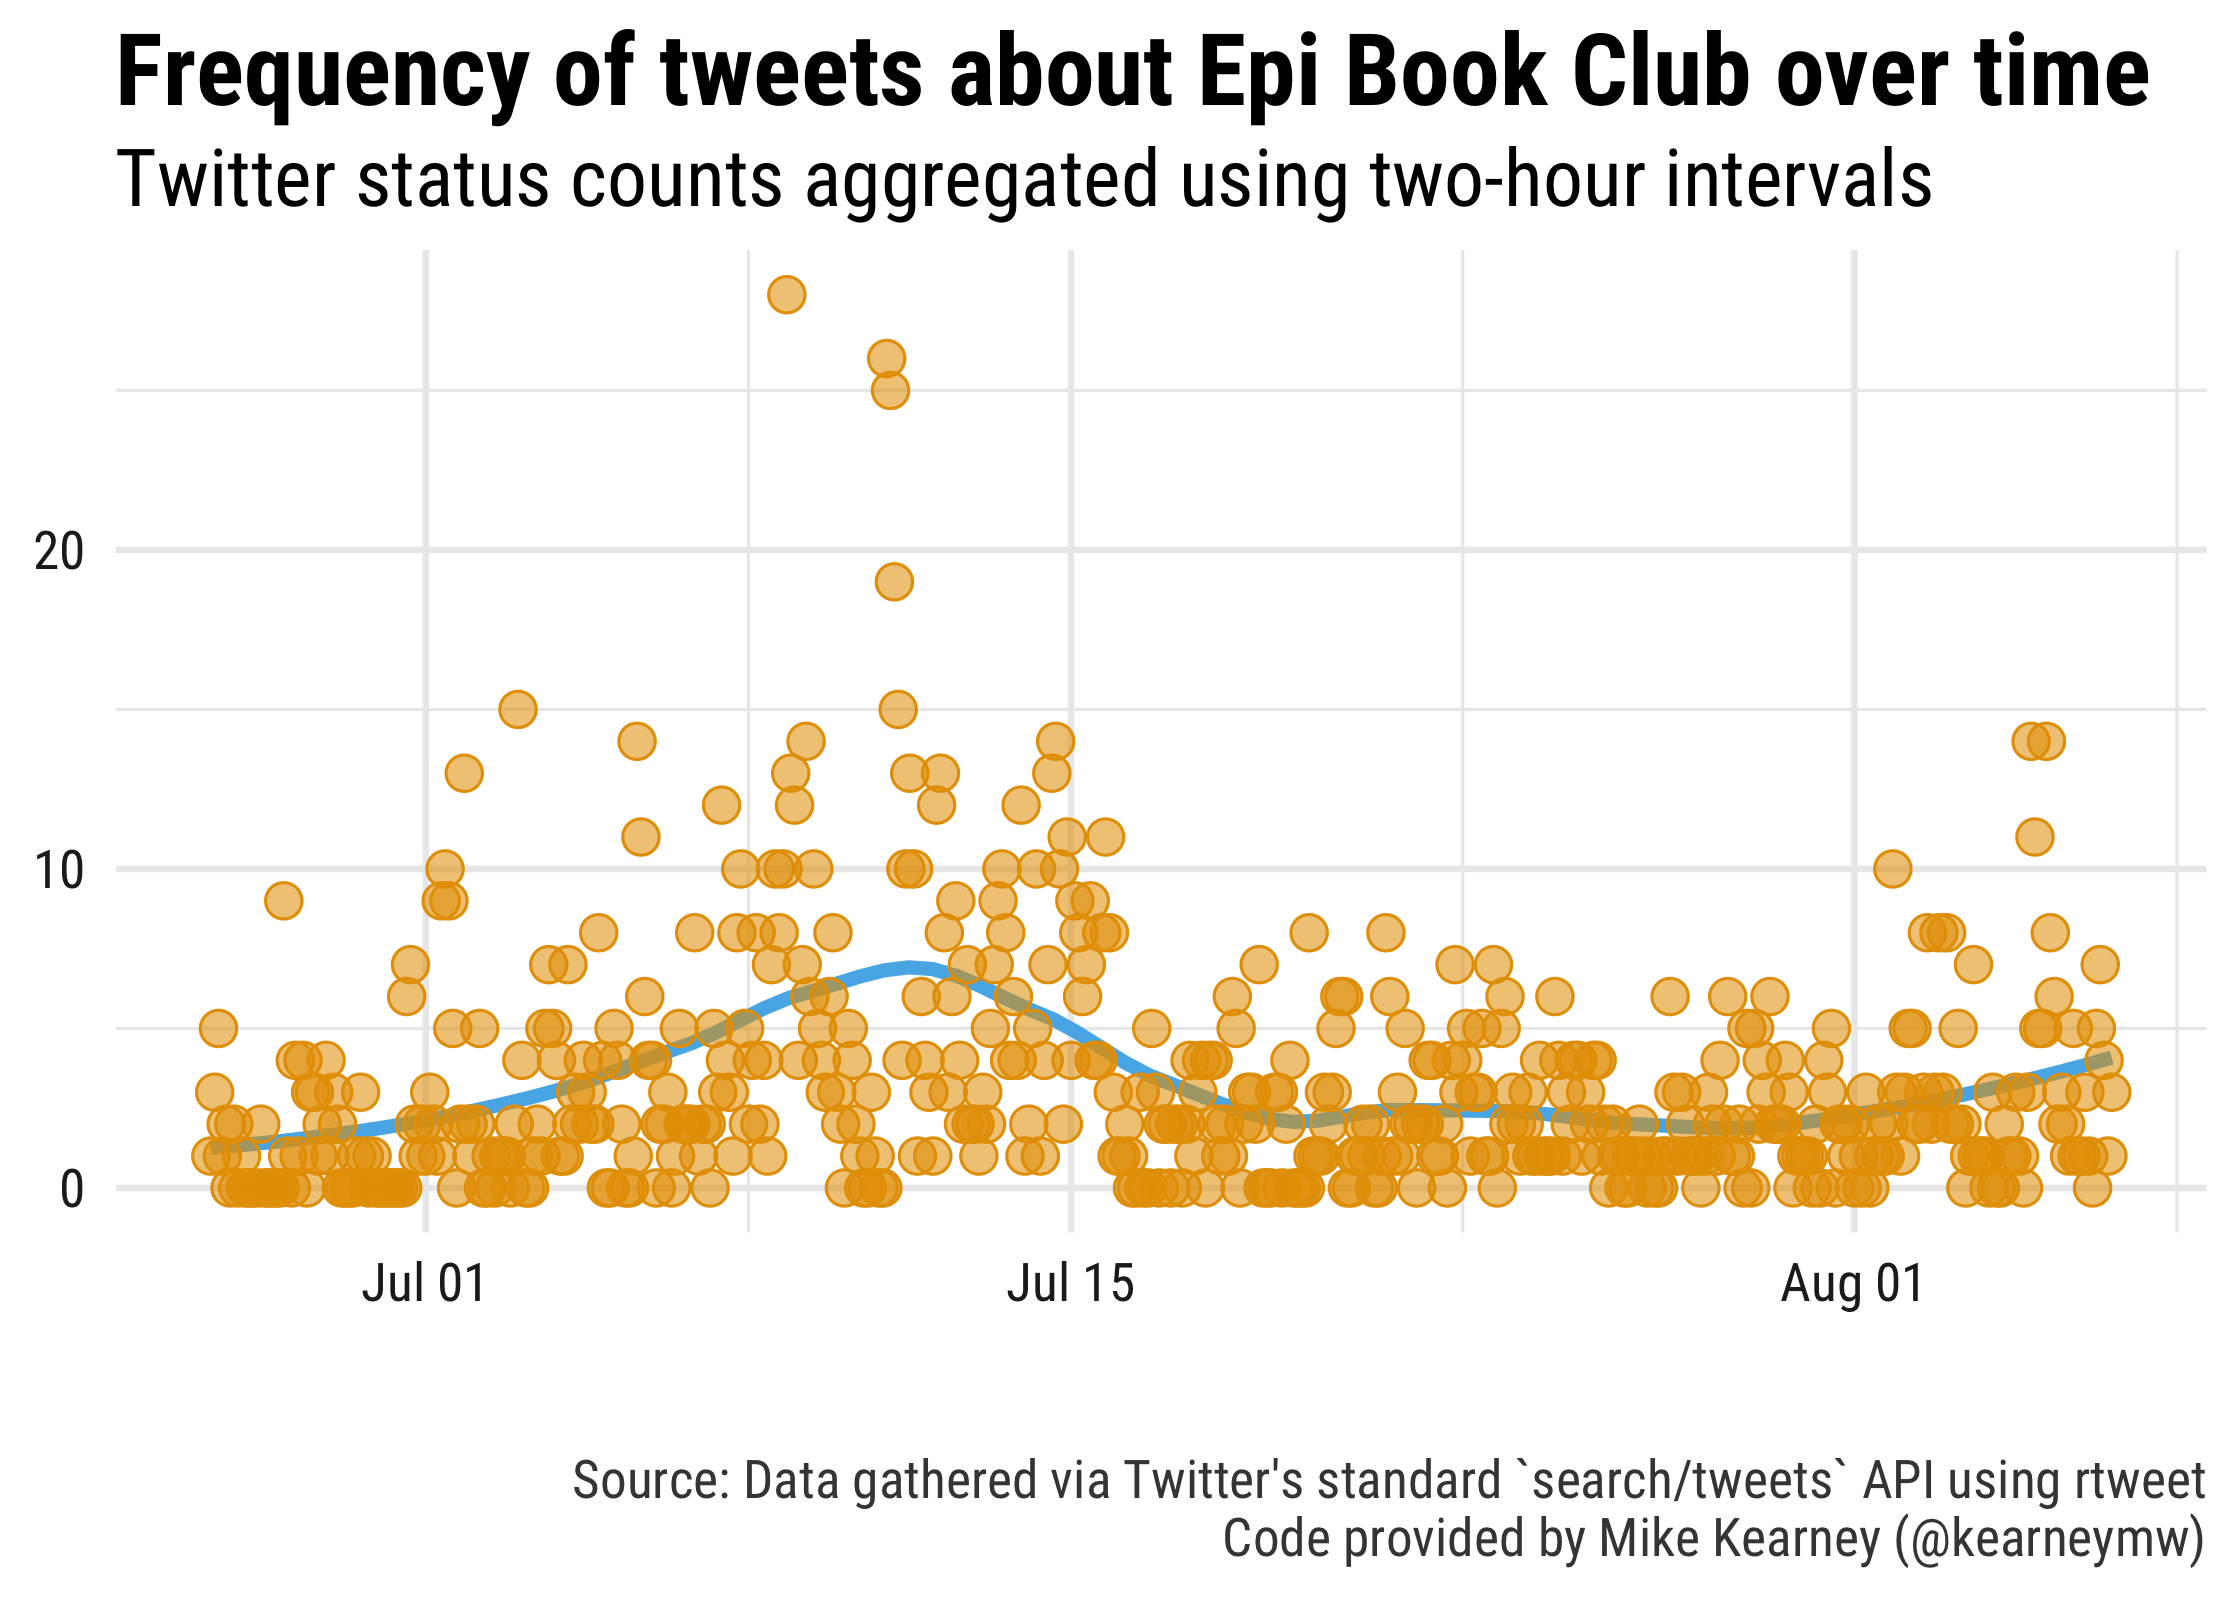 Frequency of tweets about Epi Book Club over time
Twitter status counts aggregated using two-hour intervals
20
10
0
Jul 01 Jul 15 Aug 01
Source: Data gathered via Twitter's standard `search/tweets` API using rtweet
Code provided by Mike Kearney (@kearneymw)